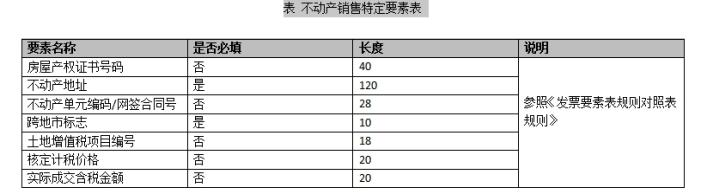 表 不动产销售特定要素表
要素名称 是否必填 长度 说明
房屋产权证书号码 否 40
不动产地址 是 120
不动产单元编码/网签合同号 否 28
跨地市标志 是 10
土地增值税项目编号 否 18
核定计税价格 否 20
实际成交含税金额 否 20
参照《发票要素表规则对照表
规则》